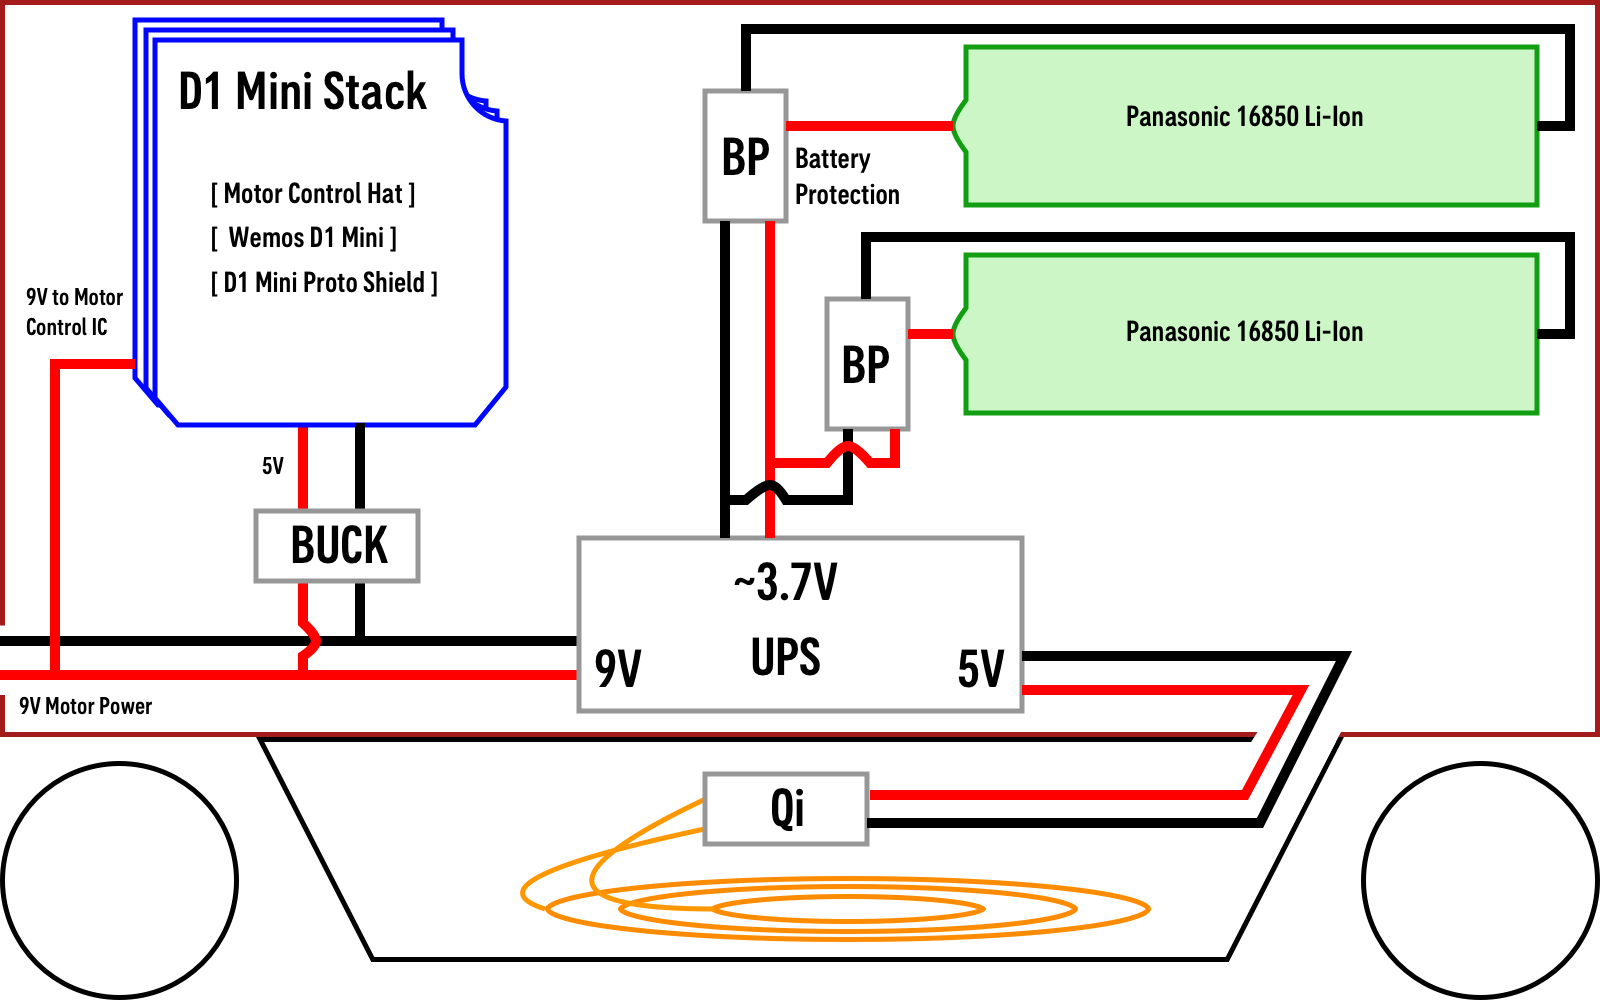 D1 Mini Stack
[ Motor Control Hat ]
[ Wemos D1 Mini ]
[ D1 Mini Proto Shield ]
9V to Motor
Control IC
5V
BUCK
9V Motor Power
BP
Battery
Protection
Panasonic 16850 Li-Ion
BP
Panasonic 16850 Li-Ion
~3.7V
9V
UPS
5V
Qi